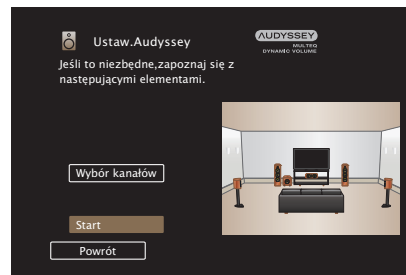 Ustaw.Audyssey
AUDYSSEY
MULTEQ
DYNAMIC VOLUME
Jeśli to niezbędne,zapoznaj się z
następującymi elementami.
Wybór kanałów
Start
Powrót